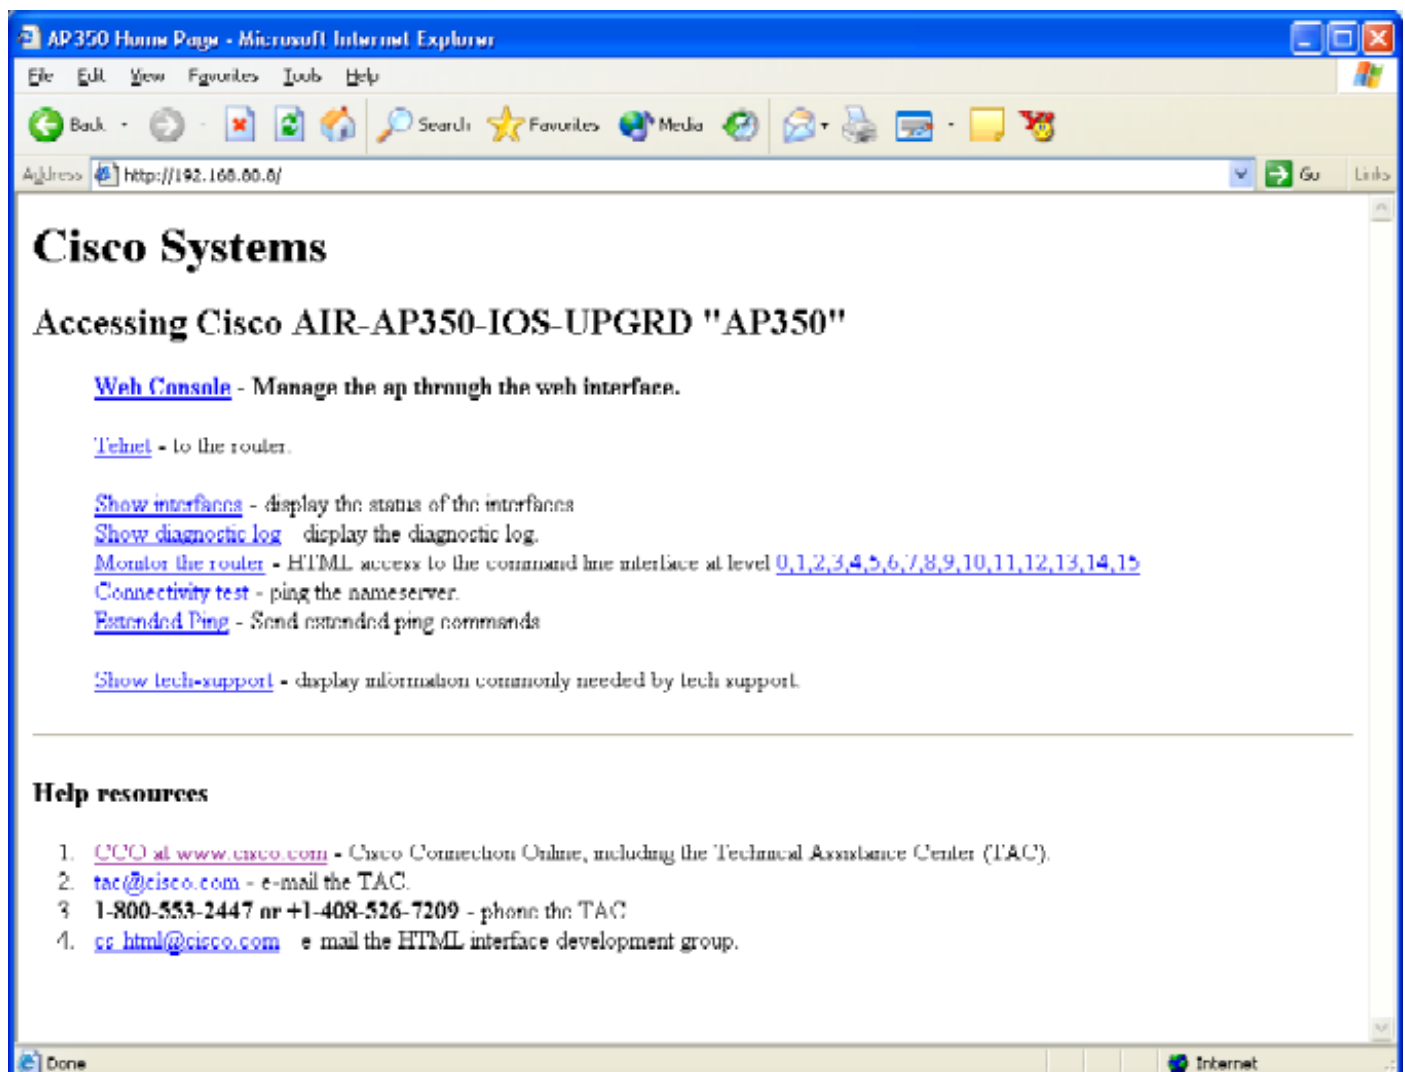 AP350 Home Page - Microsoft Internet Explorer
File Edit View Favorites Tools Help
Back Search Favorites Media
Address http://192.168.80.8/ Go Links
Cisco Systems
Accessing Cisco AIR-AP350-IOS-UPGRD "AP350"
Web Console - Manage the ap through the web interface.
Telnet - to the router.
Show interfaces - display the status of the interfaces
Show diagnostic log display the diagnostic log.
Monitor the router - HTML access to the command line interface at level 0,1,2,3,4,5,6,7,8,9,10,11,12,13,14,15
Connectivity test - ping the nameserver.
Extended Ping - Send extended ping commands
Show tech-support - display information commonly needed by tech support.
Help resources
1. CCO at www.cisco.com - Cisco Connection Online, including the Technical Assistance Center (TAC).
2. tac@cisco.com - e-mail the TAC.
3 1-800-553-2447 or +1-408-526-7209 - phone the TAC
4. cs html@cisco.com e mail the HTML interface development group.
Done Internet